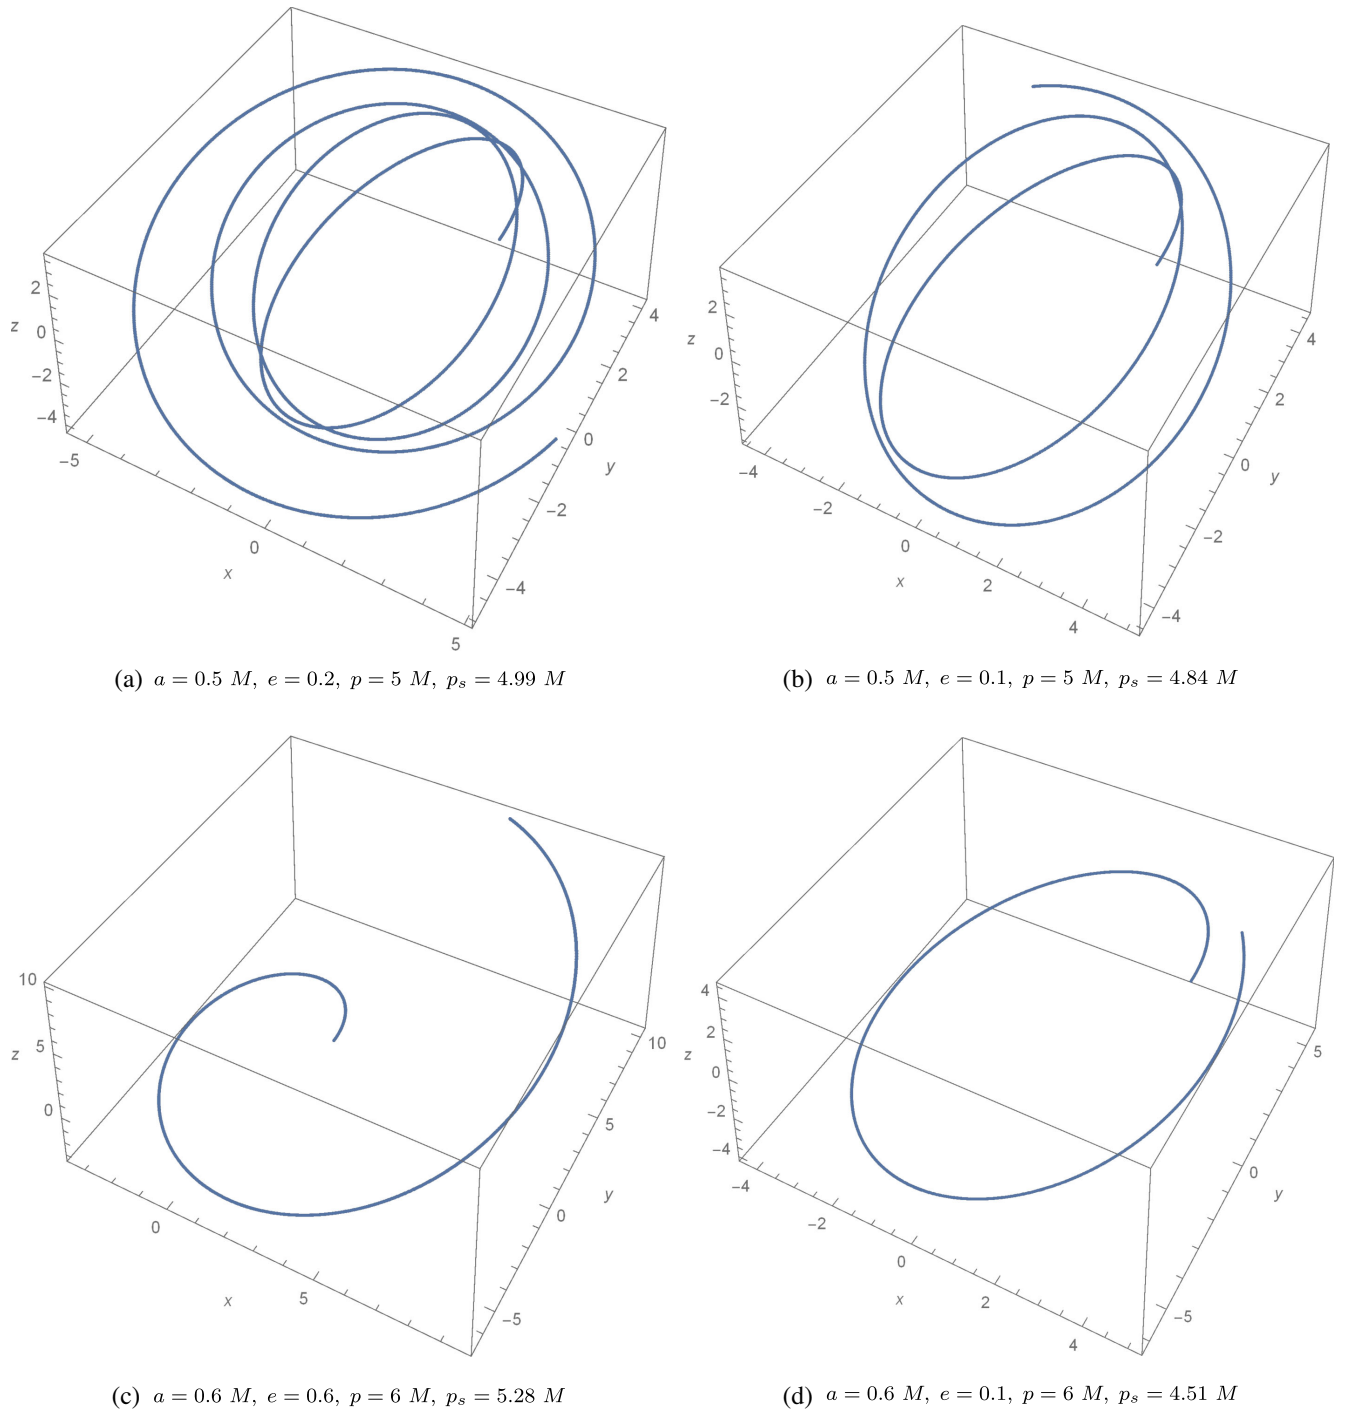 2
z
0
−2
−4
−5
0
x
5
4
2
0
y
−2
−4
2
z
0
−2
−4
−2
0
x
2
4
4
2
0
y
−2
−4
(a) a = 0.5 M, e = 0.2, p = 5 M, p_s = 4.99 M
(b) a = 0.5 M, e = 0.1, p = 5 M, p_s = 4.84 M
10
z
5
0
0
x
5
10
5
y
0
−5
4
2
z
0
−2
−4
−4
−2
0
x
2
4
5
0
y
−5
(c) a = 0.6 M, e = 0.6, p = 6 M, p_s = 5.28 M
(d) a = 0.6 M, e = 0.1, p = 6 M, p_s = 4.51 M